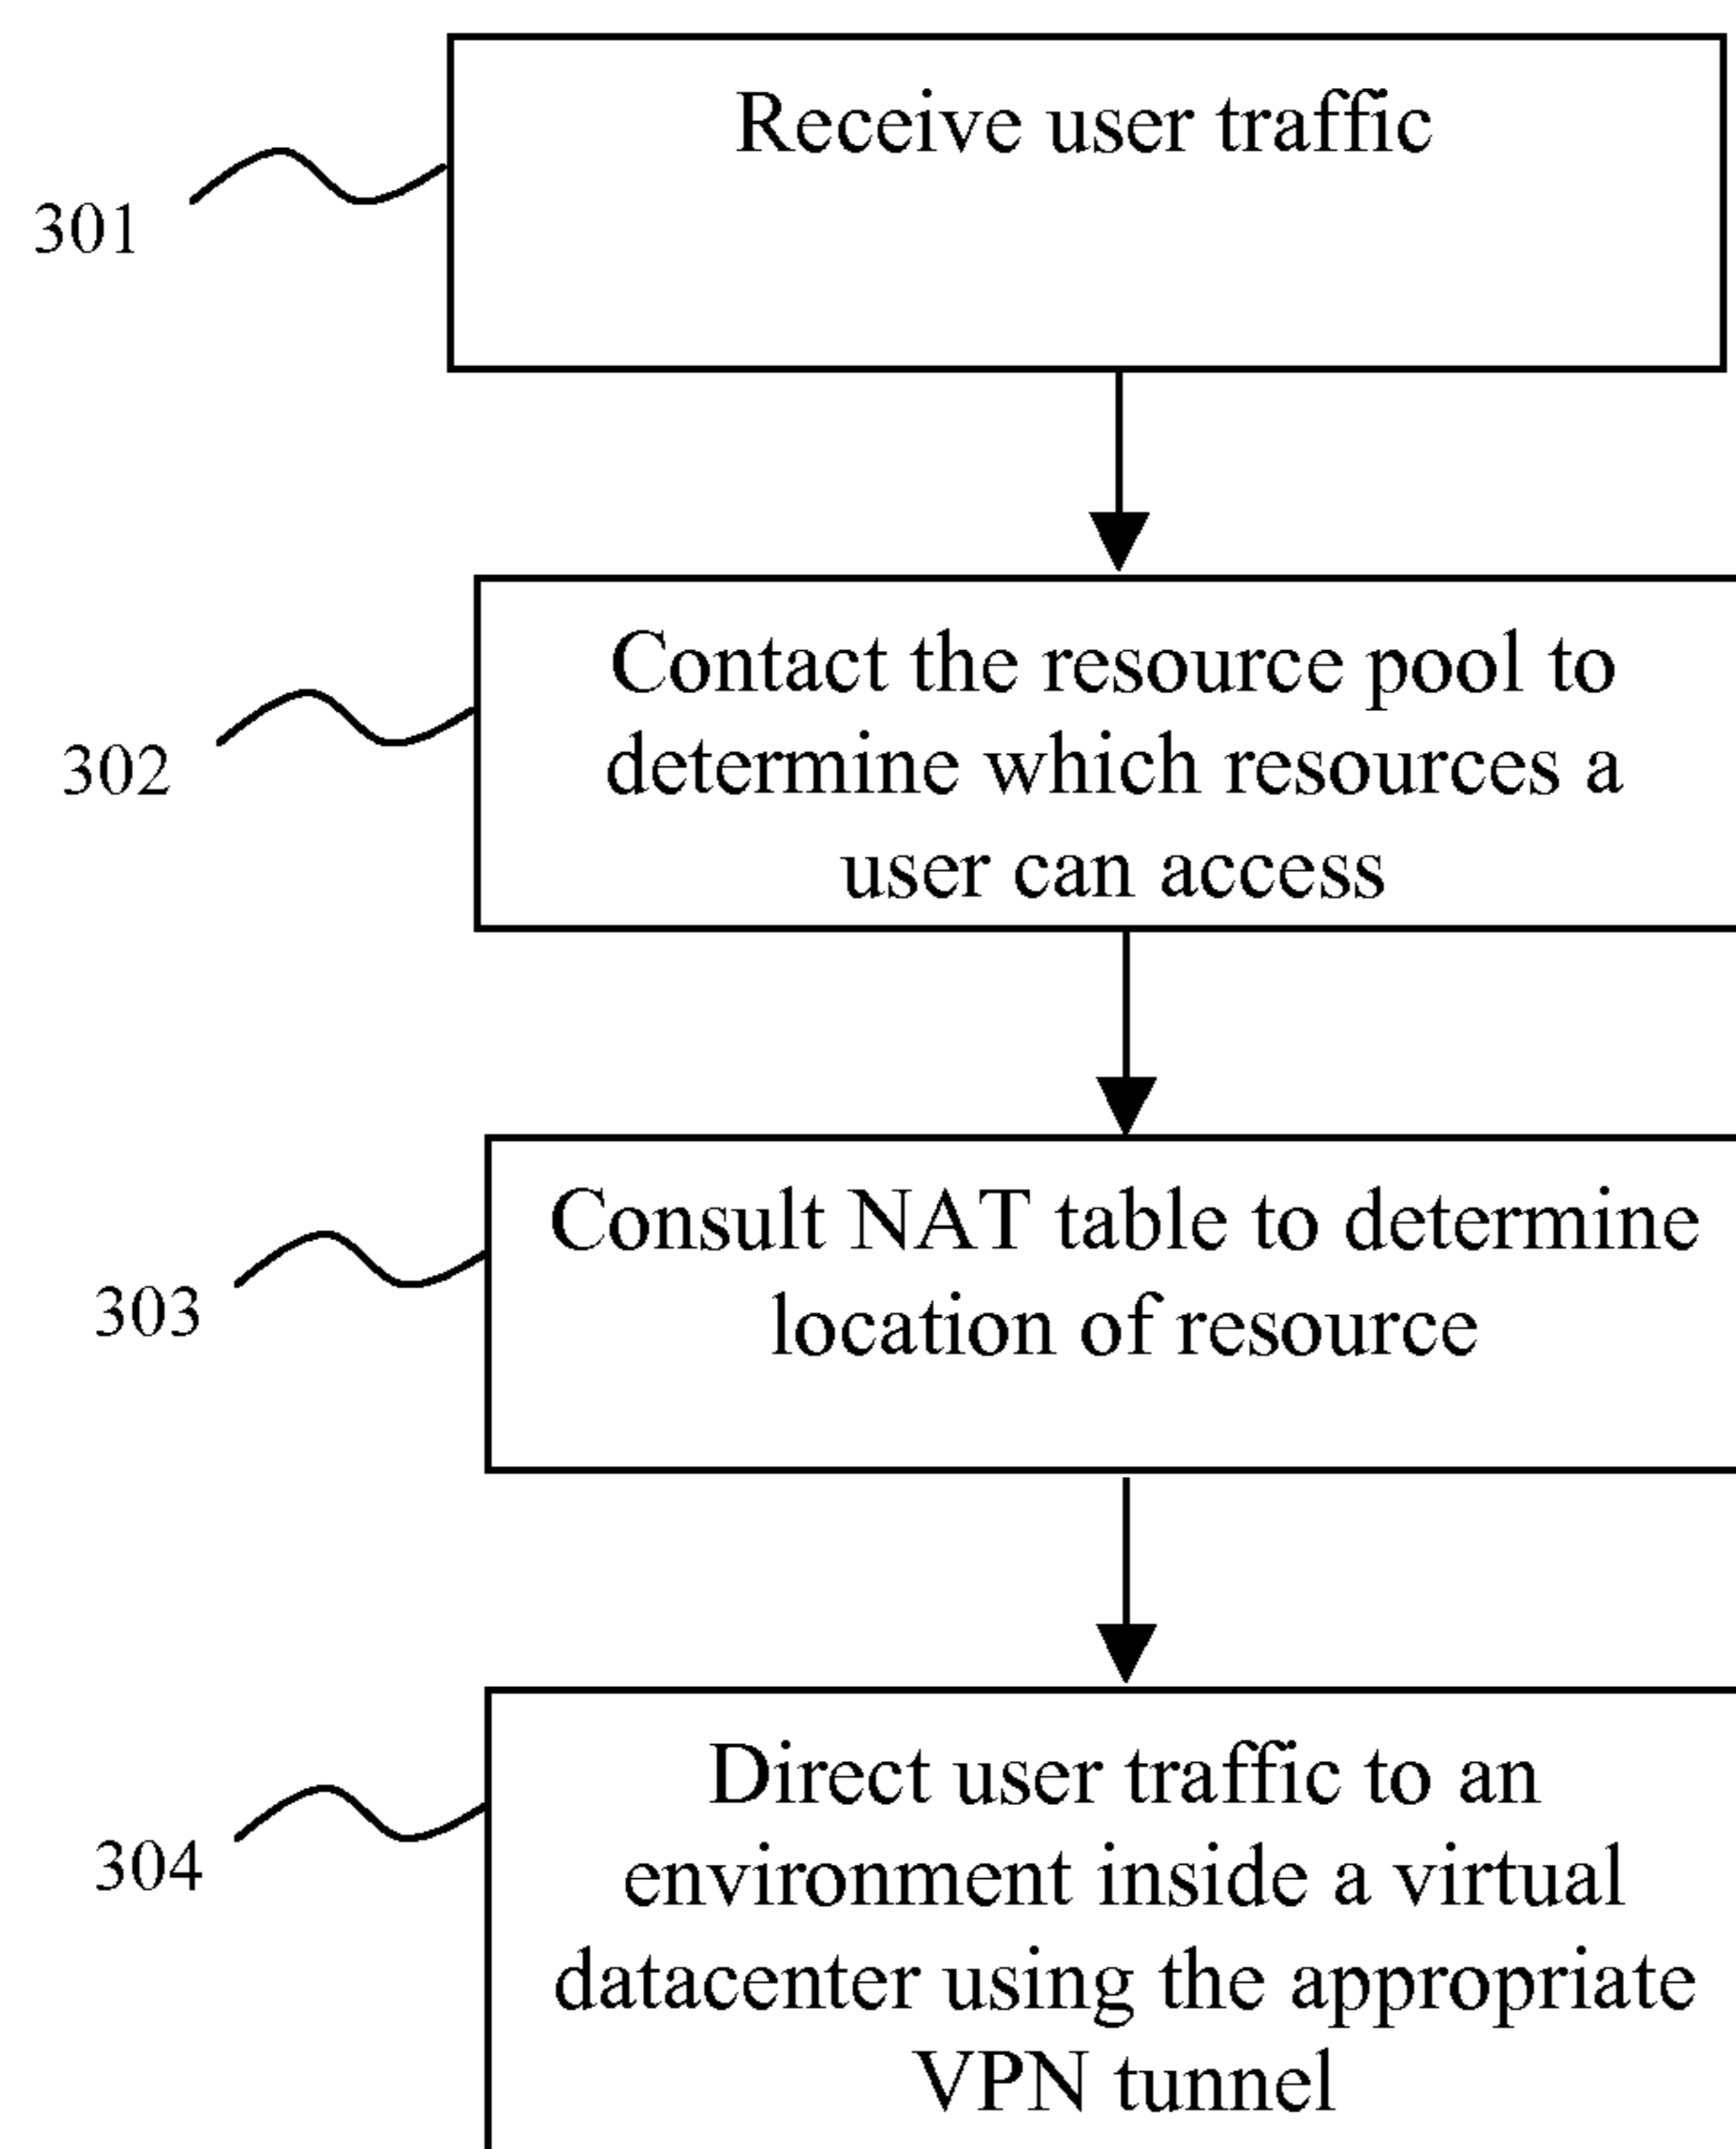 Receive user traffic
301
Contact the resource pool to
determine which resources a
user can access
302
Consult NAT table to determine
location of resource
303
Direct user traffic to an
environment inside a virtual
datacenter using the appropriate
VPN tunnel
304